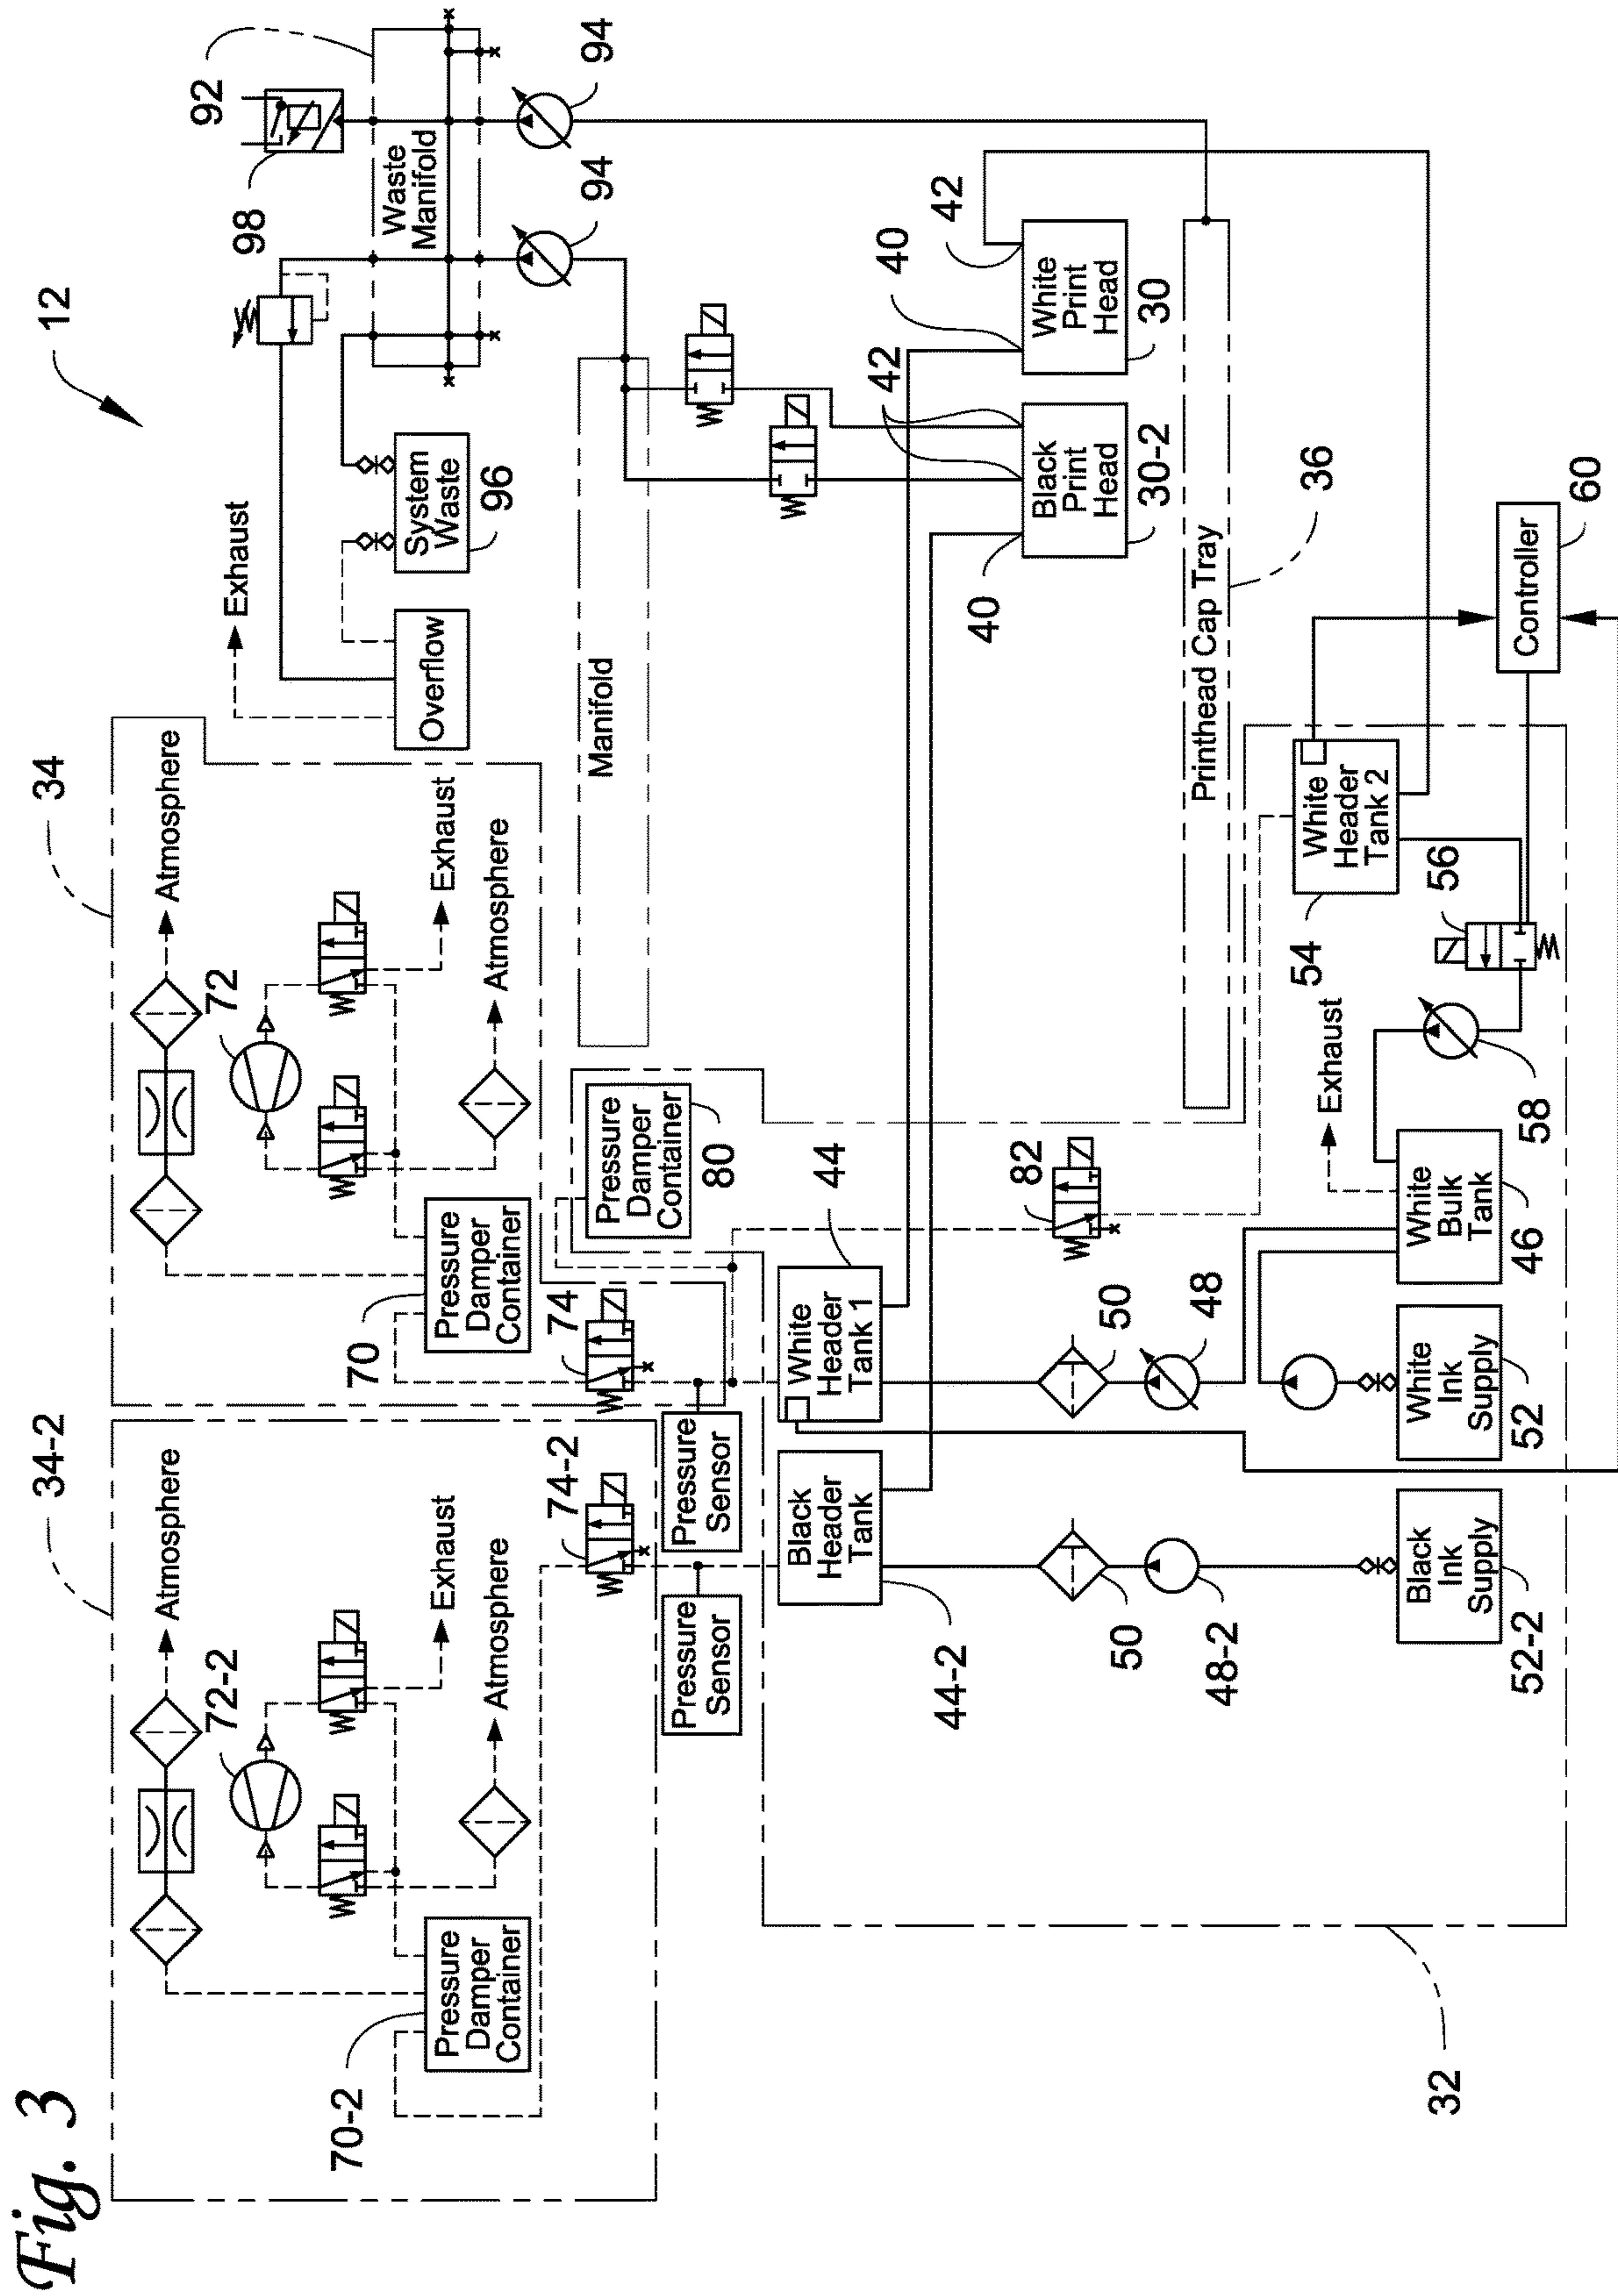 Fig. 3
12
34-2
34
Atmosphere
Atmosphere
72-2
72
Exhaust
Exhaust
Atmosphere
Atmosphere
70-2
Pressure
Damper
Container
70
Pressure
Damper
Container
74-2
74
Pressure
Damper
Container
80
Pressure
Sensor
Pressure
Sensor
Exhaust
Overflow
System
Waste
96
98
92
Waste
Manifold
94
94
Manifold
Black
Header
Tank
44-2
White
Header
Tank 1
44
82
40
42
40
42
Black
Print
Head
30-2
White
Print
Head
30
Printhead Cap Tray
36
50
48-2
50
48
Black
Ink
Supply
52-2
White
Ink
Supply
52
White
Bulk
Tank
46
Exhaust
58
56
White
Header
Tank 2
54
Controller
60
32
W
W
W
W
W
W
W
W
W